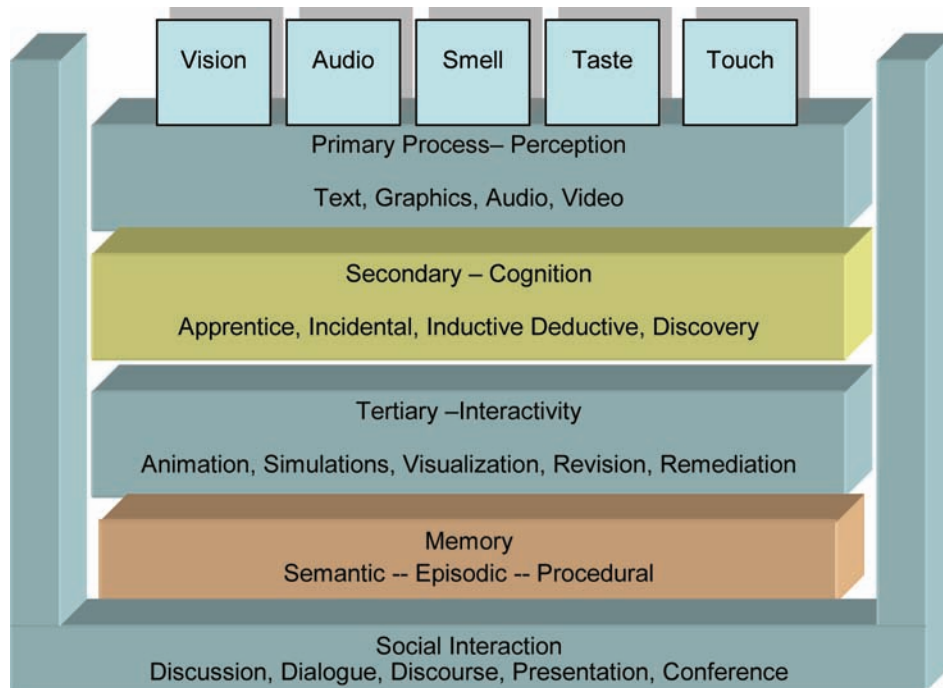 Vision Audio Smell Taste Touch
Primary Process– Perception
Text, Graphics, Audio, Video
Secondary – Cognition
Apprentice, Incidental, Inductive Deductive, Discovery
Tertiary –Interactivity
Animation, Simulations, Visualization, Revision, Remediation
Memory
Semantic -- Episodic -- Procedural
Social Interaction
Discussion, Dialogue, Discourse, Presentation, Conference